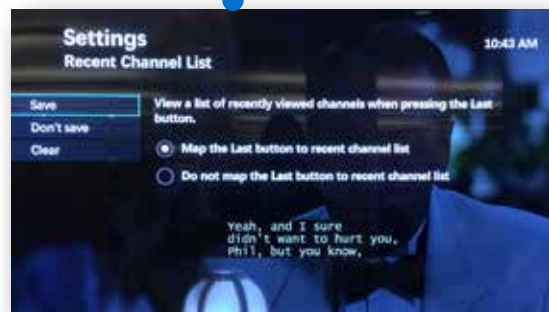 Settings
Recent Channel List
10:43 AM
Save
Don't save
Clear
View a list of recently viewed channels when pressing the Last
button.
Map the Last button to recent channel list
Do not map the Last button to recent channel list
Yeah, and I sure
didn't want to hurt you,
Phil, but you know,